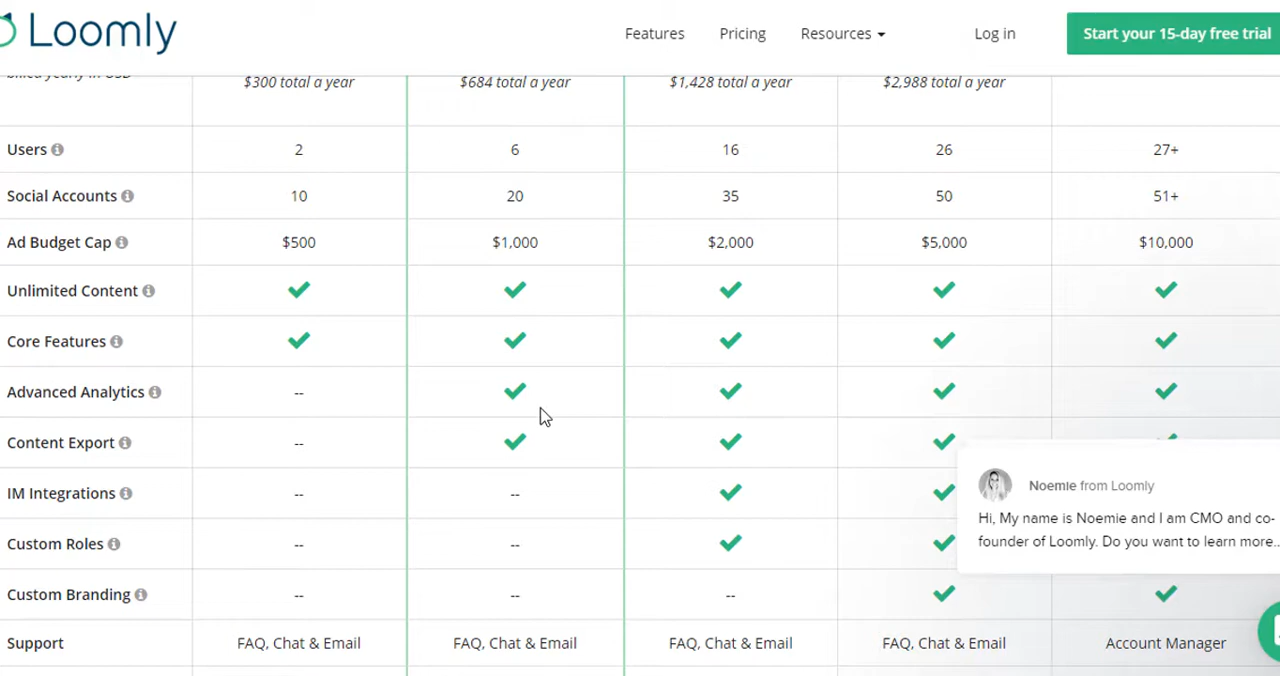 Loomly
Features Pricing Resources Log in Start your 15-day free trial
billed yearly in USD
$300 total a year $684 total a year $1,428 total a year $2,988 total a year
Users 2 6 16 26 27+
Social Accounts 10 20 35 50 51+
Ad Budget Cap $500 $1,000 $2,000 $5,000 $10,000
Unlimited Content
Core Features
Advanced Analytics --
Content Export --
Noemie from Loomly
IM Integrations -- --
Hi, My name is Noemie and I am CMO and co-
founder of Loomly. Do you want to learn more...
Custom Roles -- --
Custom Branding -- -- --
Support FAQ, Chat & Email FAQ, Chat & Email FAQ, Chat & Email FAQ, Chat & Email Account Manager